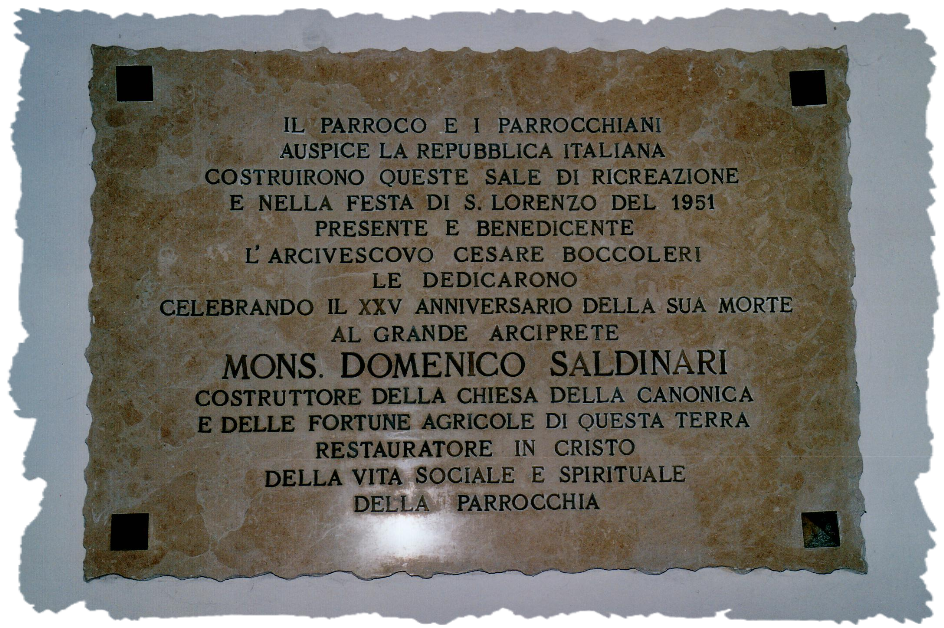 IL PARROCO E I PARROCCHIANI
AUSPICE LA REPUBBLICA ITALIANA
COSTRUIRONO QUESTE SALE DI RICREAZIONE
E NELLA FESTA DI S. LORENZO DEL 1951
PRESENTE E BENEDICENTE
L'ARCIVESCOVO CESARE BOCCOLERI
LE DEDICARONO
CELEBRANDO IL XXV ANNIVERSARIO DELLA SUA MORTE
AL GRANDE ARCIPRETE
MONS. DOMENICO SALDINARI
COSTRUTTORE DELLA CHIESA DELLA CANONICA
E DELLE FORTUNE AGRICOLE DI QUESTA TERRA
RESTAURATORE IN CRISTO
DELLA VITA SOCIALE E SPIRITUALE
DELLA PARROCCHIA